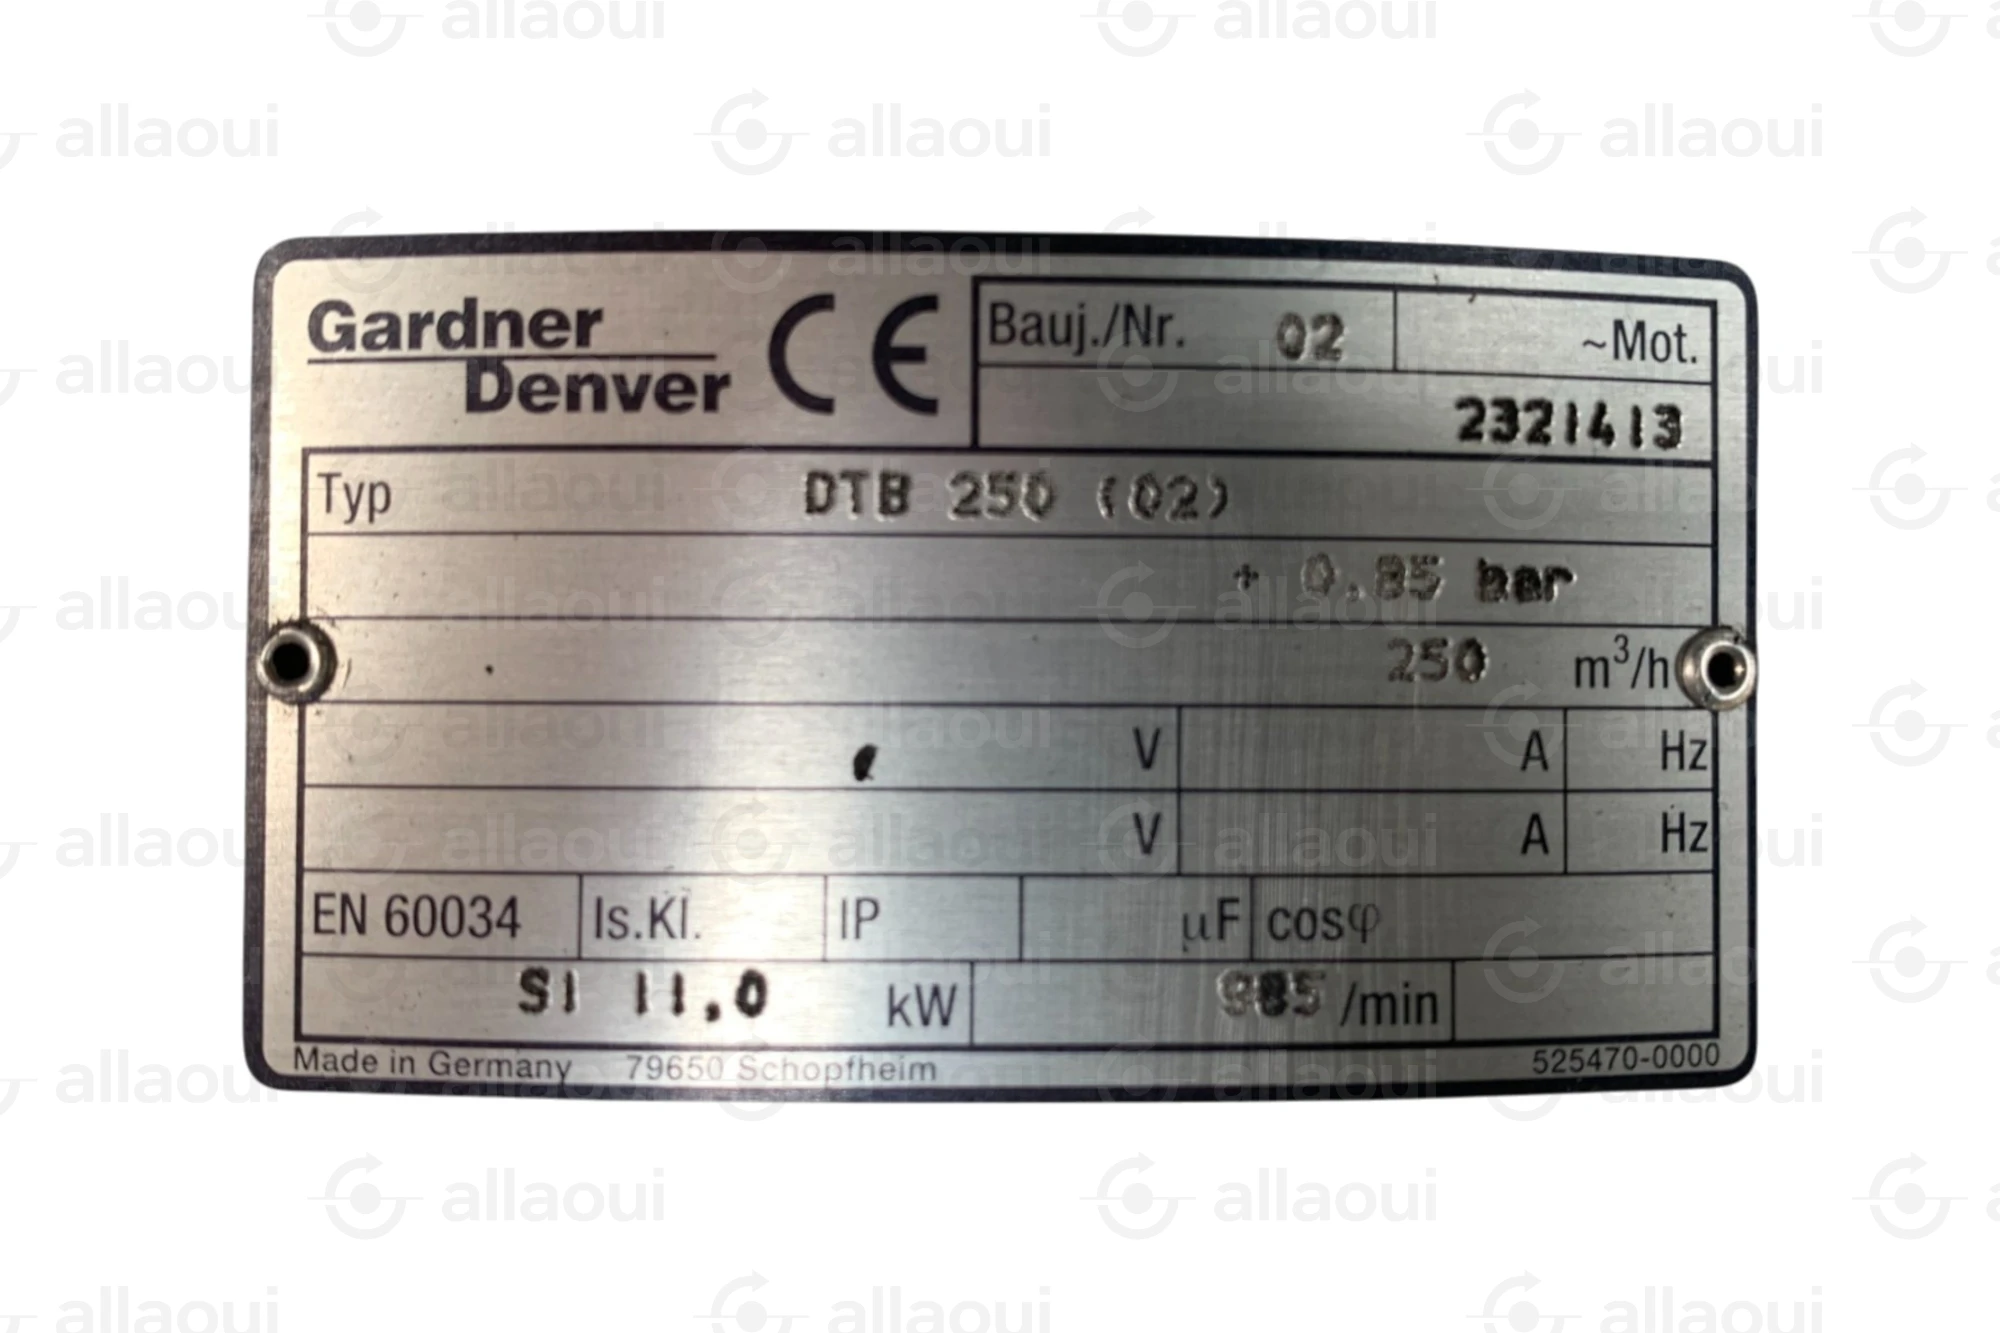 Gardner
Denver
CE
Bauj./Nr. 02 ~Mot.
2321413
Typ DTB 250 (02)
+ 0.85 bar
250 m³/h
V A Hz
V A Hz
EN 60034 Is.Kl. IP µF cosφ
S1 11,0 kW 985 /min
Made in Germany 79650 Schopfheim 525470-0000
allaoui